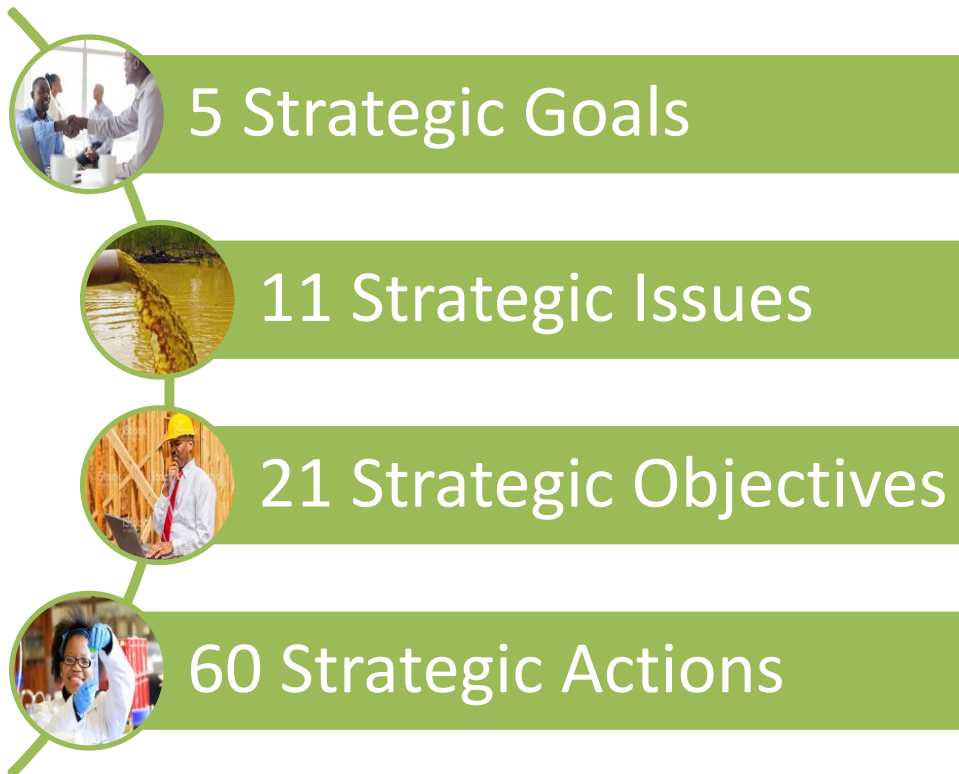 5 Strategic Goals
11 Strategic Issues
21 Strategic Objectives
60 Strategic Actions